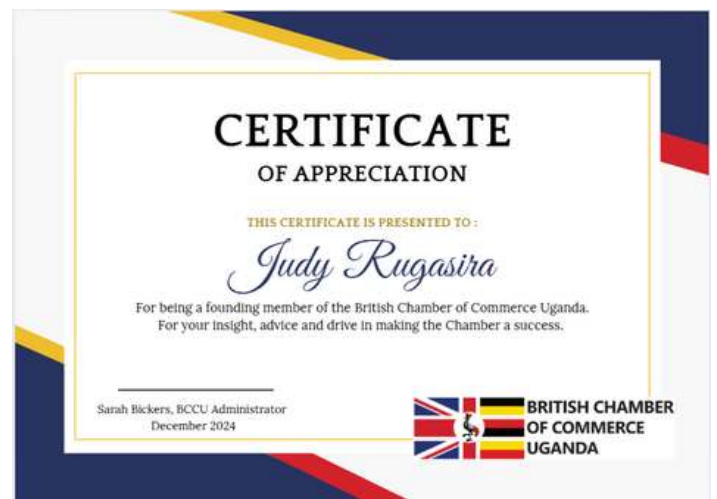 CERTIFICATE
OF APPRECIATION
THIS CERTIFICATE IS PRESENTED TO :
Judy Rugasira
For being a founding member of the British Chamber of Commerce Uganda.
For your insight, advice and drive in making the Chamber a success.
Sarah Bickers, BCCU Administrator
December 2024
BRITISH CHAMBER
OF COMMERCE
UGANDA